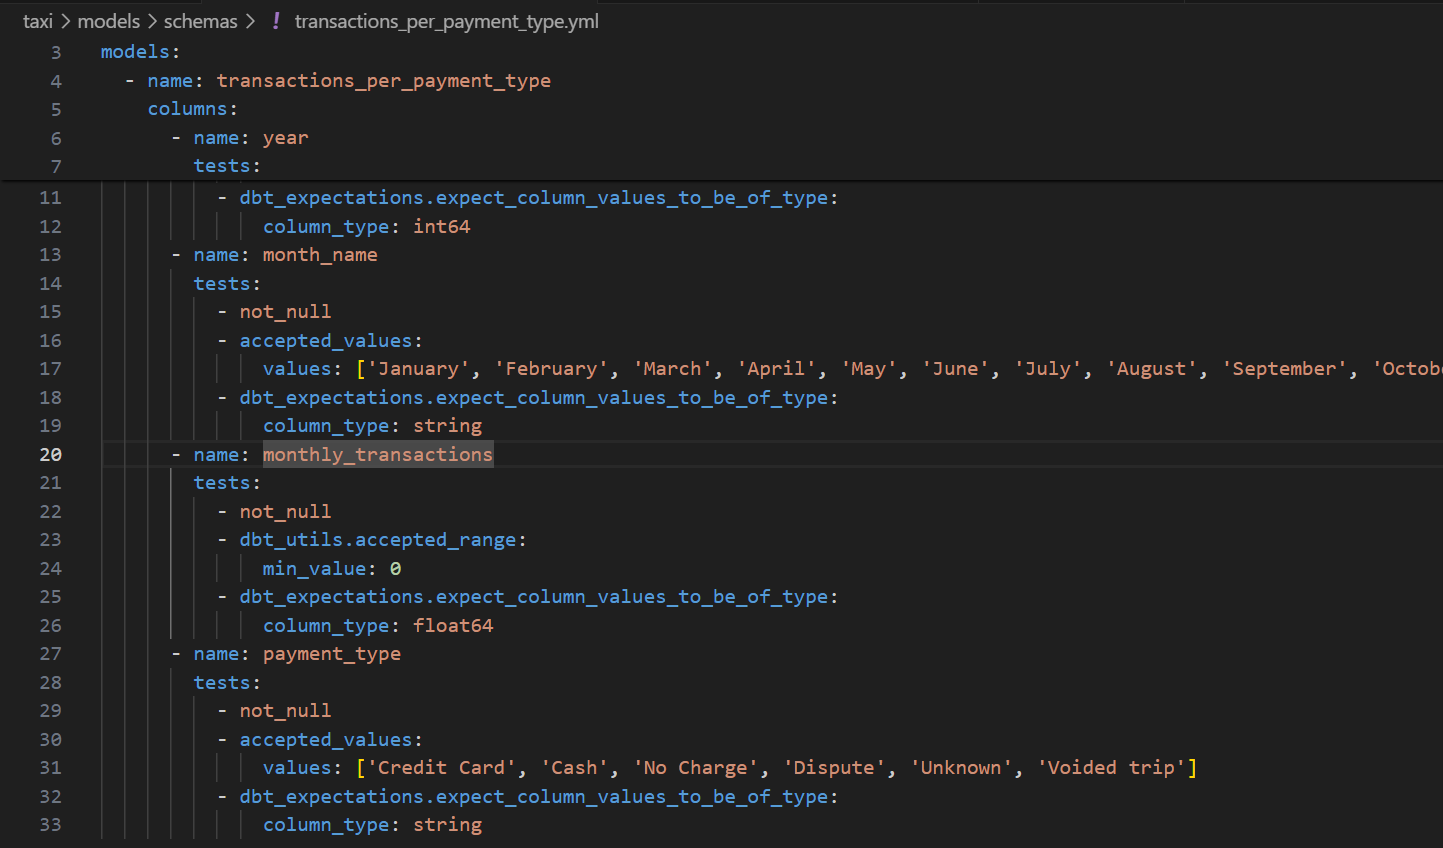 taxi > models > schemas > ! transactions_per_payment_type.yml
3 models:
4   - name: transactions_per_payment_type
5     columns:
6       - name: year
7         tests:
11           - dbt_expectations.expect_column_values_to_be_of_type:
12               column_type: int64
13       - name: month_name
14         tests:
15           - not_null
16           - accepted_values:
17               values: ['January', 'February', 'March', 'April', 'May', 'June', 'July', 'August', 'September', 'Octobe
18           - dbt_expectations.expect_column_values_to_be_of_type:
19               column_type: string
20       - name: monthly_transactions
21         tests:
22           - not_null
23           - dbt_utils.accepted_range:
24               min_value: 0
25           - dbt_expectations.expect_column_values_to_be_of_type:
26               column_type: float64
27       - name: payment_type
28         tests:
29           - not_null
30           - accepted_values:
31               values: ['Credit Card', 'Cash', 'No Charge', 'Dispute', 'Unknown', 'Voided trip']
32           - dbt_expectations.expect_column_values_to_be_of_type:
33               column_type: string